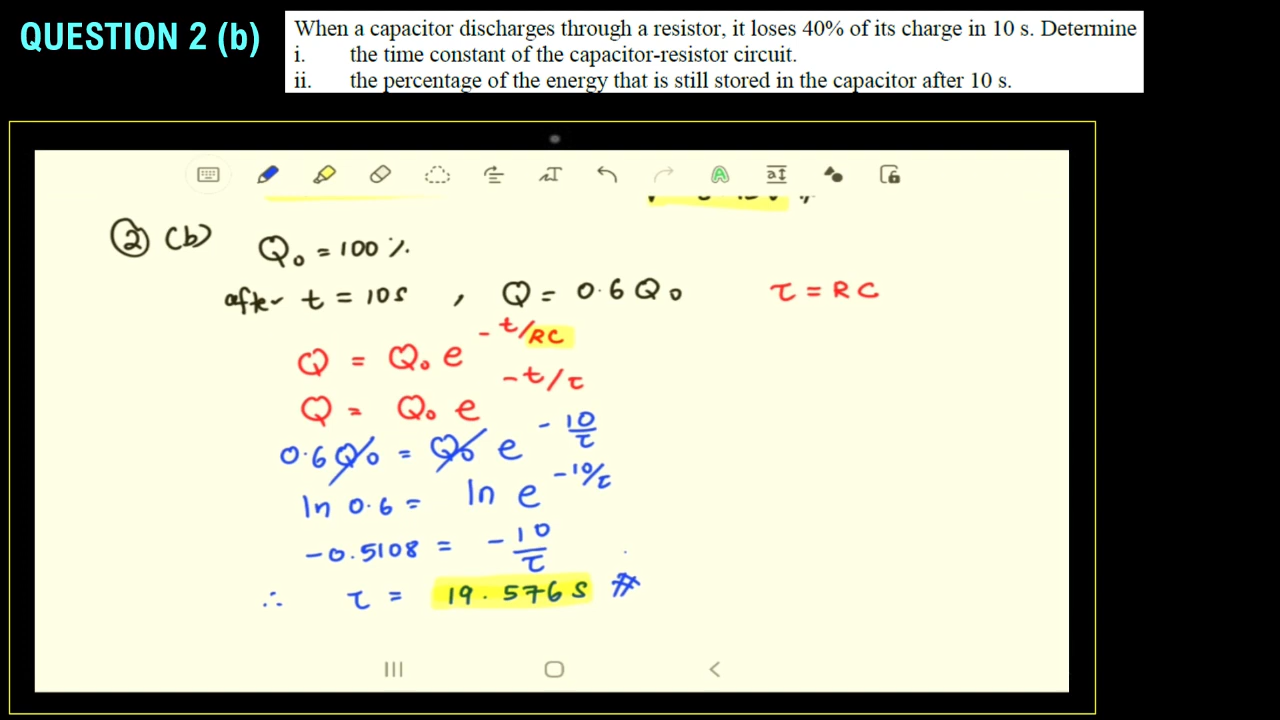 QUESTION 2 (b)
When a capacitor discharges through a resistor, it loses 40% of its charge in 10 s. Determine
i. the time constant of the capacitor-resistor circuit.
ii. the percentage of the energy that is still stored in the capacitor after 10 s.
② (b) Q₀ = 100 %
after t = 10s , Q = 0.6 Q₀ τ = RC
Q = Q₀ e^-t/RC
Q = Q₀ e^-t/τ
0.6 Q₀ = Q₀ e^-10/τ
ln 0.6 = ln e^-10/τ
-0.5108 = -10/τ
∴ τ = 19.576 s #